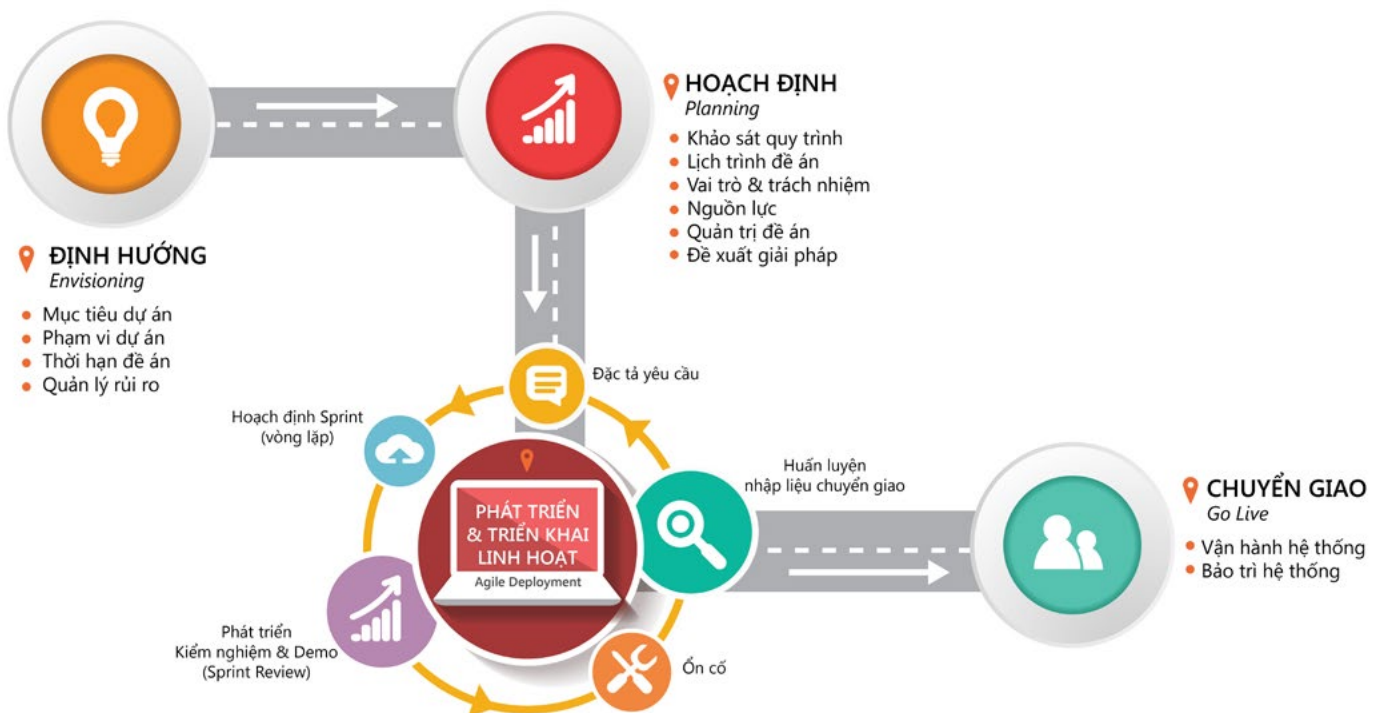 ĐỊNH HƯỚNG
Envisioning
Mục tiêu dự án
Phạm vi dự án
Thời hạn đề án
Quản lý rủi ro
HOẠCH ĐỊNH
Planning
Khảo sát quy trình
Lịch trình đề án
Vai trò & trách nhiệm
Nguồn lực
Quản trị đề án
Đề xuất giải pháp
PHÁT TRIỂN
& TRIỂN KHAI
LINH HOẠT
Agile Deployment
Đặc tả yêu cầu
Hoạch định Sprint
(vòng lặp)
Phát triển
Kiểm nghiệm & Demo
(Sprint Review)
Ổn cố
Huấn luyện
nhập liệu chuyển giao
CHUYỂN GIAO
Go Live
Vận hành hệ thống
Bảo trì hệ thống